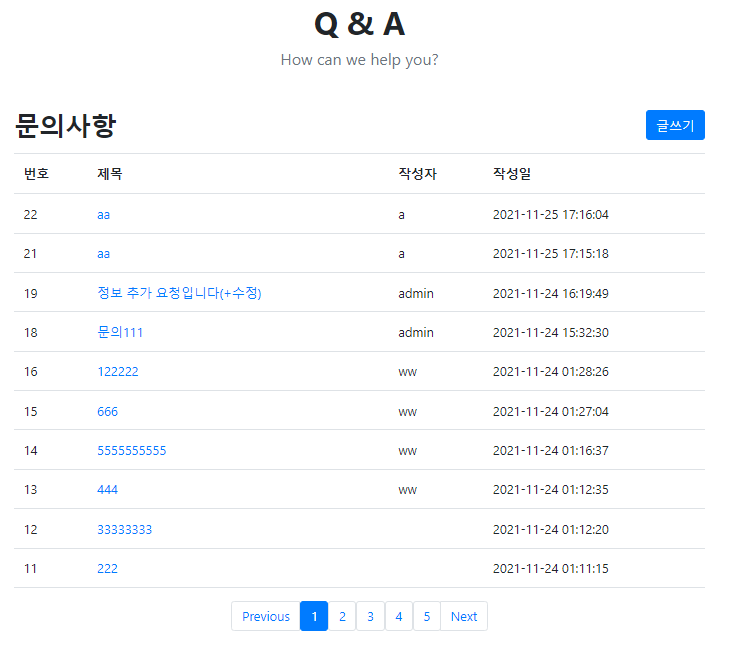 Q & A
How can we help you?
문의사항 글쓰기
번호 제목 작성자 작성일
22 aa a 2021-11-25 17:16:04
21 aa a 2021-11-25 17:15:18
19 정보 추가 요청입니다(+수정) admin 2021-11-24 16:19:49
18 문의111 admin 2021-11-24 15:32:30
16 122222 ww 2021-11-24 01:28:26
15 666 ww 2021-11-24 01:27:04
14 5555555555 ww 2021-11-24 01:16:37
13 444 ww 2021-11-24 01:12:35
12 33333333 2021-11-24 01:12:20
11 222 2021-11-24 01:11:15
Previous 1 2 3 4 5 Next